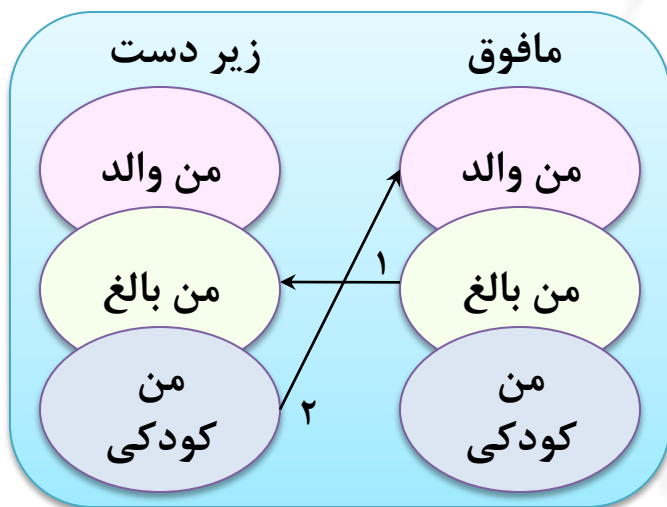 مافوق
زیر دست
من والد
من والد
۱
من بالغ
من بالغ
من
کودکی
۲
من
کودکی